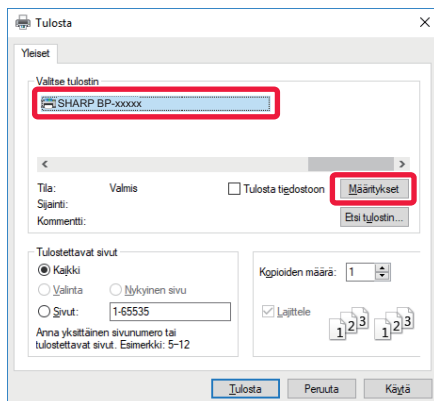 Tulosta
Yleiset
Valitse tulostin
SHARP BP-xxxxx
Tila: Valmis
Tulosta tiedostoon
Määritykset
Sijainti:
Kommentti:
Etsi tulostin...
Tulostettavat sivut
Kaikki
Valinta
Nykyinen sivu
Sivut: 1-65535
Anna yksittäinen sivunumero tai
tulostettavat sivut. Esimerkki: 5-12
Kopioiden määrä: 1
Lajittele
1 2 3 1 2 3
Tulosta
Peruuta
Käytä